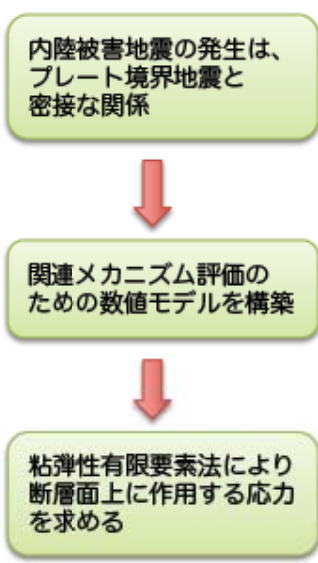 内陸被害地震の発生は、
プレート境界地震と
密接な関係
関連メカニズム評価の
ための数値モデルを構築
粘弾性有限要素法により
断層面上に作用する応力
を求める